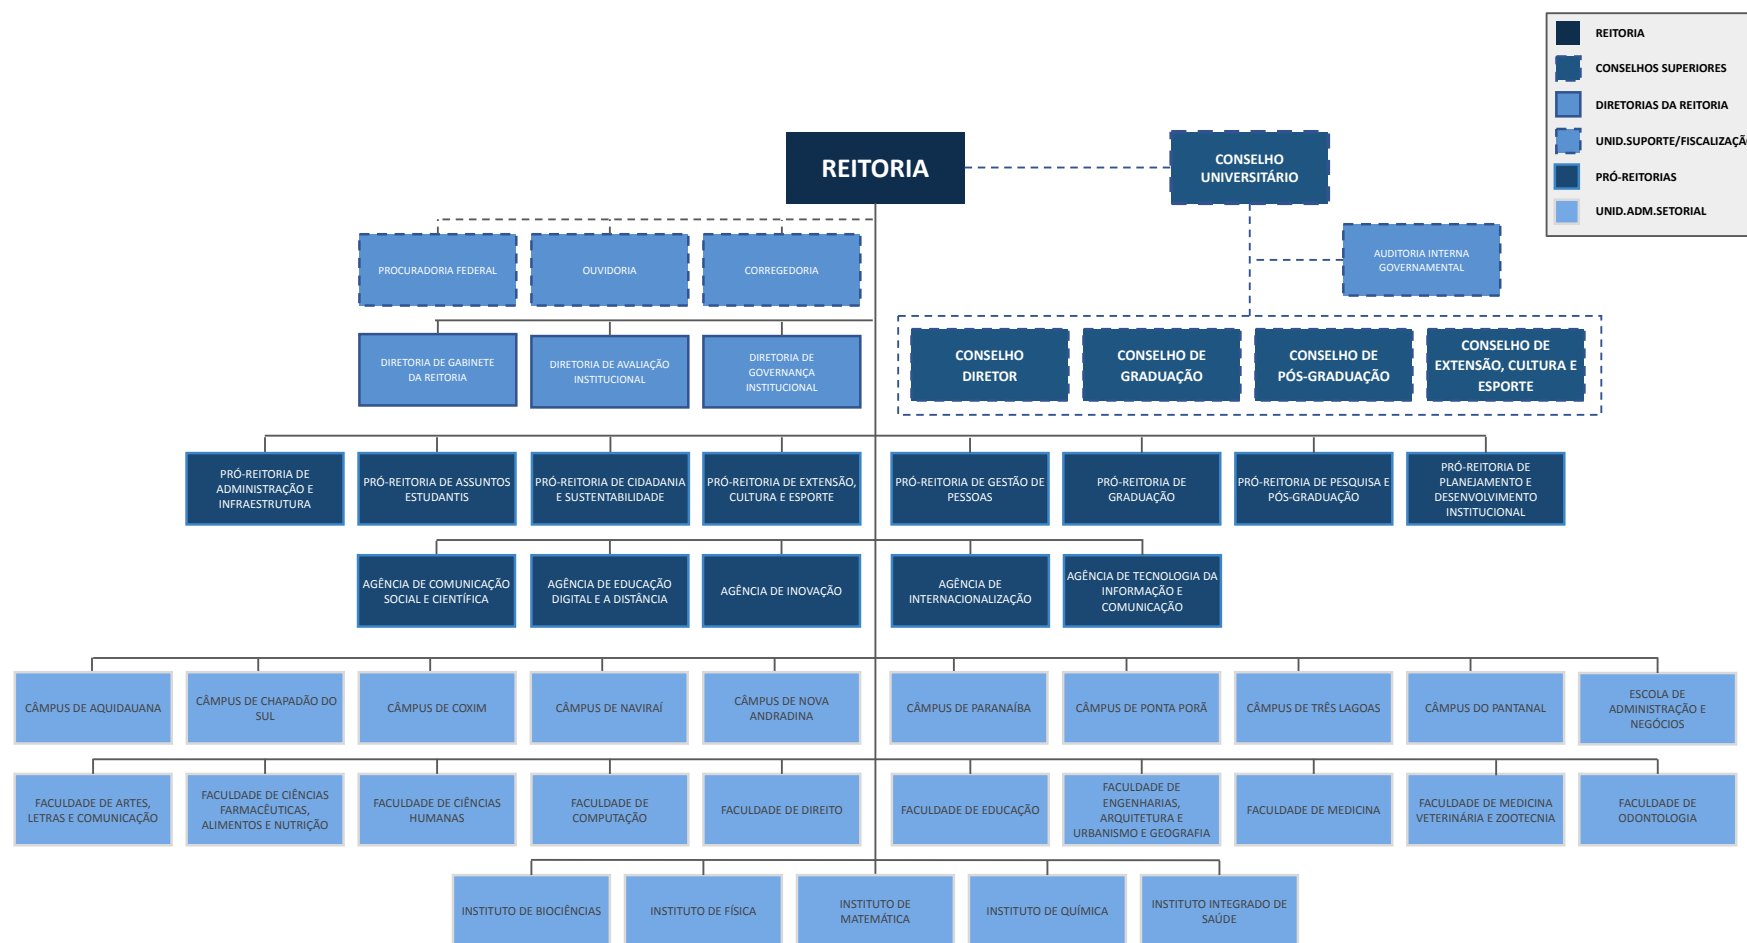 REITORIA
CONSELHOS SUPERIORES
DIRETORIAS DA REITORIA
UNID.SUPORTE/FISCALIZAÇÃO
PRÓ-REITORIAS
UNID.ADM.SETORIAL
REITORIA
CONSELHO
UNIVERSITÁRIO
PROCURADORIA FEDERAL
OUVIDORIA
CORREGEDORIA
AUDITORIA INTERNA
GOVERNAMENTAL
DIRETORIA DE GABINETE
DA REITORIA
DIRETORIA DE AVALIAÇÃO
INSTITUCIONAL
DIRETORIA DE
GOVERNANÇA
INSTITUCIONAL
CONSELHO
DIRETOR
CONSELHO DE
GRADUAÇÃO
CONSELHO DE
PÓS-GRADUAÇÃO
CONSELHO DE
EXTENSÃO, CULTURA E
ESPORTE
PRÓ-REITORIA DE
ADMINISTRAÇÃO E
INFRAESTRUTURA
PRÓ-REITORIA DE ASSUNTOS
ESTUDANTIS
PRÓ-REITORIA DE CIDADANIA
E SUSTENTABILIDADE
PRÓ-REITORIA DE EXTENSÃO,
CULTURA E ESPORTE
PRÓ-REITORIA DE GESTÃO DE
PESSOAS
PRÓ-REITORIA DE
GRADUAÇÃO
PRÓ-REITORIA DE PESQUISA E
PÓS-GRADUAÇÃO
PRÓ-REITORIA DE
PLANEJAMENTO E
DESENVOLVIMENTO
INSTITUCIONAL
AGÊNCIA DE COMUNICAÇÃO
SOCIAL E CIENTÍFICA
AGÊNCIA DE EDUCAÇÃO
DIGITAL E A DISTÂNCIA
AGÊNCIA DE INOVAÇÃO
AGÊNCIA DE
INTERNACIONALIZAÇÃO
AGÊNCIA DE TECNOLOGIA DA
INFORMAÇÃO E
COMUNICAÇÃO
CÂMPUS DE AQUIDAUANA
CÂMPUS DE CHAPADÃO DO
SUL
CÂMPUS DE COXIM
CÂMPUS DE NAVIRAÍ
CÂMPUS DE NOVA
ANDRADINA
CÂMPUS DE PARANAÍBA
CÂMPUS DE PONTA PORÃ
CÂMPUS DE TRÊS LAGOAS
CÂMPUS DO PANTANAL
ESCOLA DE
ADMINISTRAÇÃO E
NEGÓCIOS
FACULDADE DE ARTES,
LETRAS E COMUNICAÇÃO
FACULDADE DE CIÊNCIAS
FARMACÊUTICAS,
ALIMENTOS E NUTRIÇÃO
FACULDADE DE CIÊNCIAS
HUMANAS
FACULDADE DE
COMPUTAÇÃO
FACULDADE DE DIREITO
FACULDADE DE EDUCAÇÃO
FACULDADE DE
ENGENHARIAS,
ARQUITETURA E
URBANISMO E GEOGRAFIA
FACULDADE DE MEDICINA
FACULDADE DE MEDICINA
VETERINÁRIA E ZOOTECNIA
FACULDADE DE
ODONTOLOGIA
INSTITUTO DE BIOCIÊNCIAS
INSTITUTO DE FÍSICA
INSTITUTO DE
MATEMÁTICA
INSTITUTO DE QUÍMICA
INSTITUTO INTEGRADO DE
SAÚDE